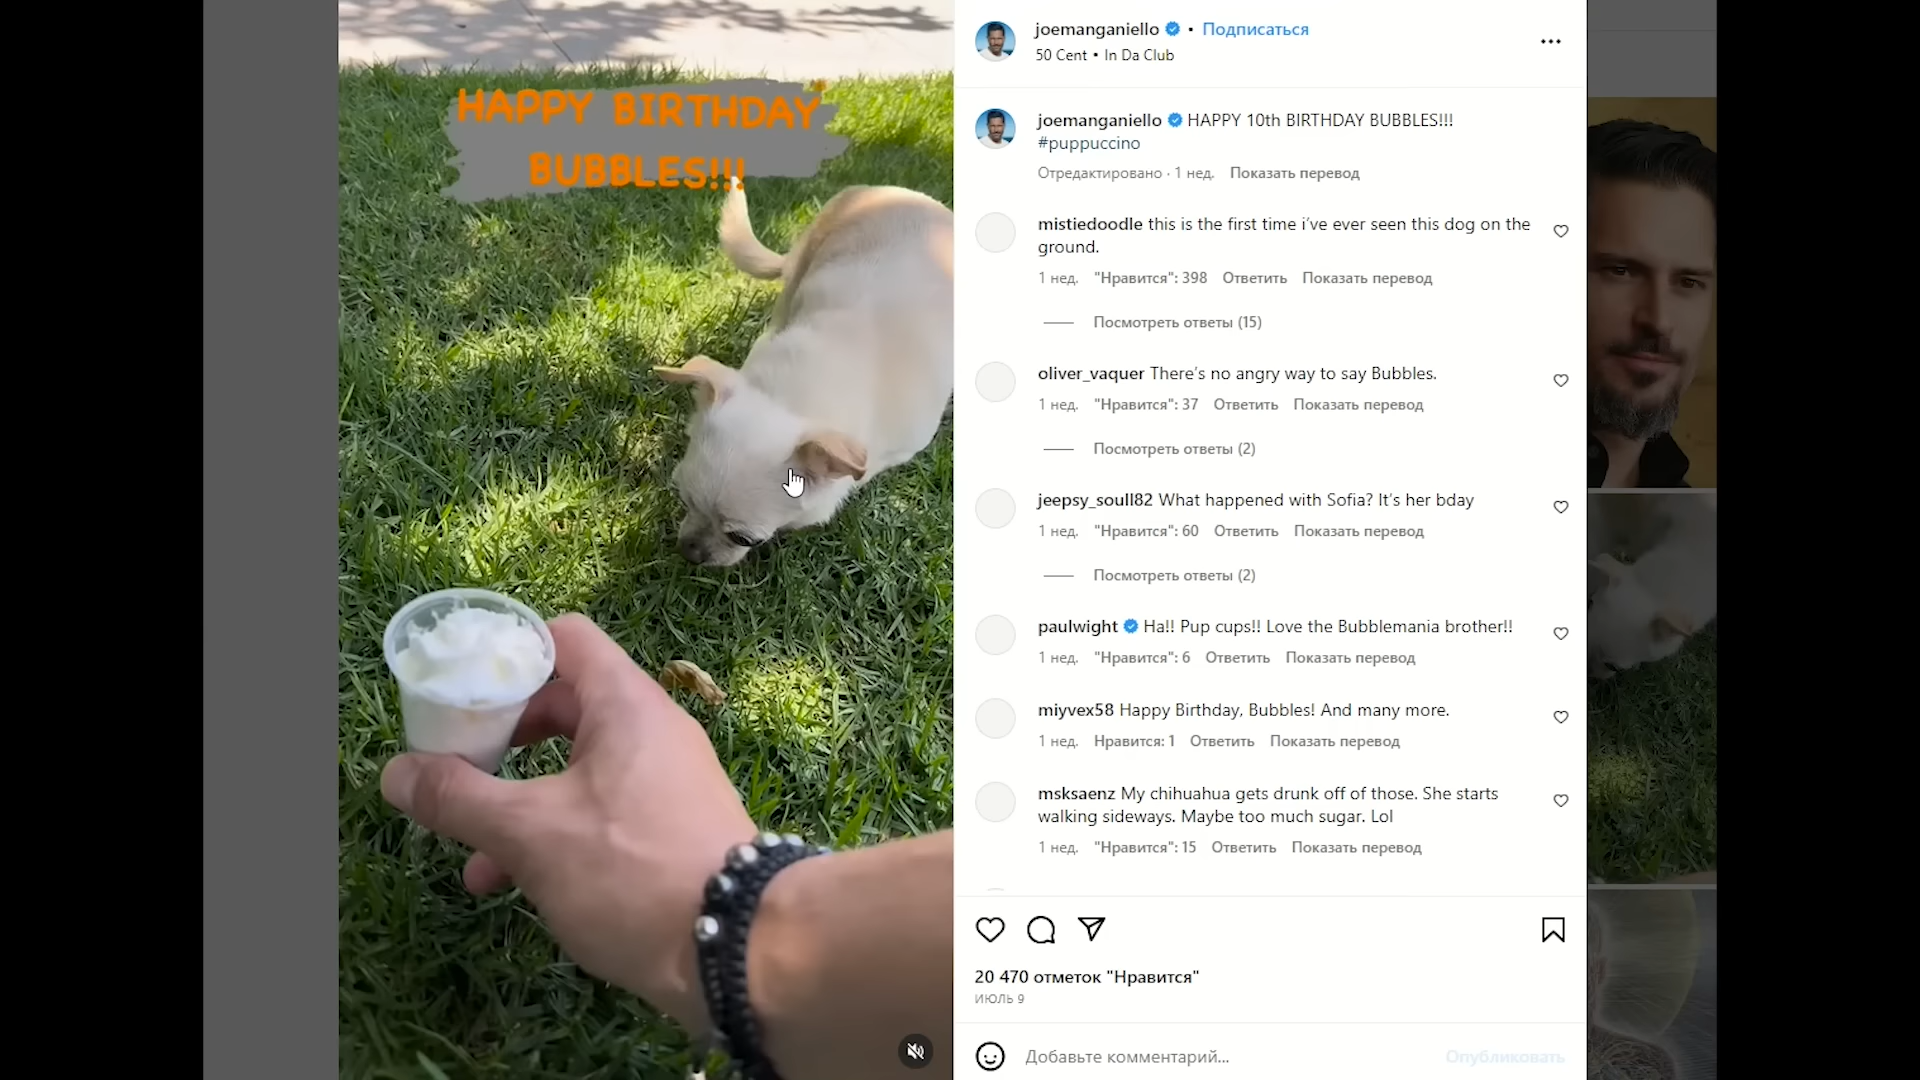 HAPPY BIRTHDAY
BUBBLES!!!
joemanganiello • Подписаться
50 Cent • In Da Club
joemanganiello HAPPY 10th BIRTHDAY BUBBLES!!!
#puppuccino
Отредактировано · 1 нед. Показать перевод
mistiedoodle this is the first time i’ve ever seen this dog on the
ground.
1 нед. "Нравится": 398 Ответить Показать перевод
Посмотреть ответы (15)
oliver_vaquer There’s no angry way to say Bubbles.
1 нед. "Нравится": 37 Ответить Показать перевод
Посмотреть ответы (2)
jeepsy_soull82 What happened with Sofia? It’s her bday
1 нед. "Нравится": 60 Ответить Показать перевод
Посмотреть ответы (2)
paulwight Ha!! Pup cups!! Love the Bubblemania brother!!
1 нед. "Нравится": 6 Ответить Показать перевод
miyvex58 Happy Birthday, Bubbles! And many more.
1 нед. Нравится: 1 Ответить Показать перевод
msksaenz My chihuahua gets drunk off of those. She starts
walking sideways. Maybe too much sugar. Lol
1 нед. "Нравится": 15 Ответить Показать перевод
20 470 отметок "Нравится"
ИЮЛЬ 9
Добавьте комментарий... Опубликовать